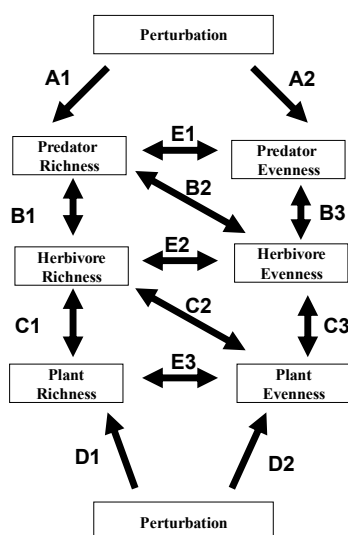 Perturbation
A1
A2
E1
Predator
Richness
Predator
Evenness
B2
B1
B3
E2
Herbivore
Richness
Herbivore
Evenness
C2
C1
C3
E3
Plant
Richness
Plant
Evenness
D1
D2
Perturbation